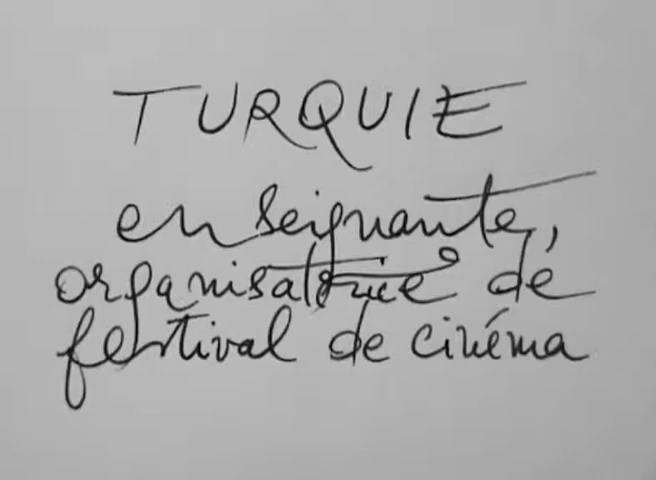 TURQUIE
enseignante,
organisatrice de
festival de cinéma